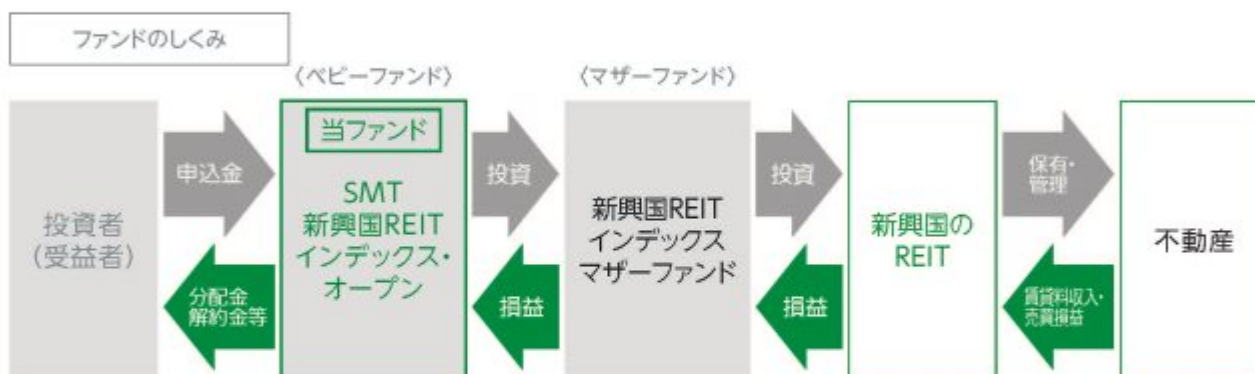 ファンドのしくみ
〈ベビーファンド〉
〈マザーファンド〉
投資者
（受益者）
申込金
分配金
解約金等
当ファンド
SMT
新興国REIT
インデックス・
オープン
投資
損益
新興国REIT
インデックス
マザーファンド
投資
損益
新興国の
REIT
保有・
管理
賃貸料収入・
売買損益
不動産